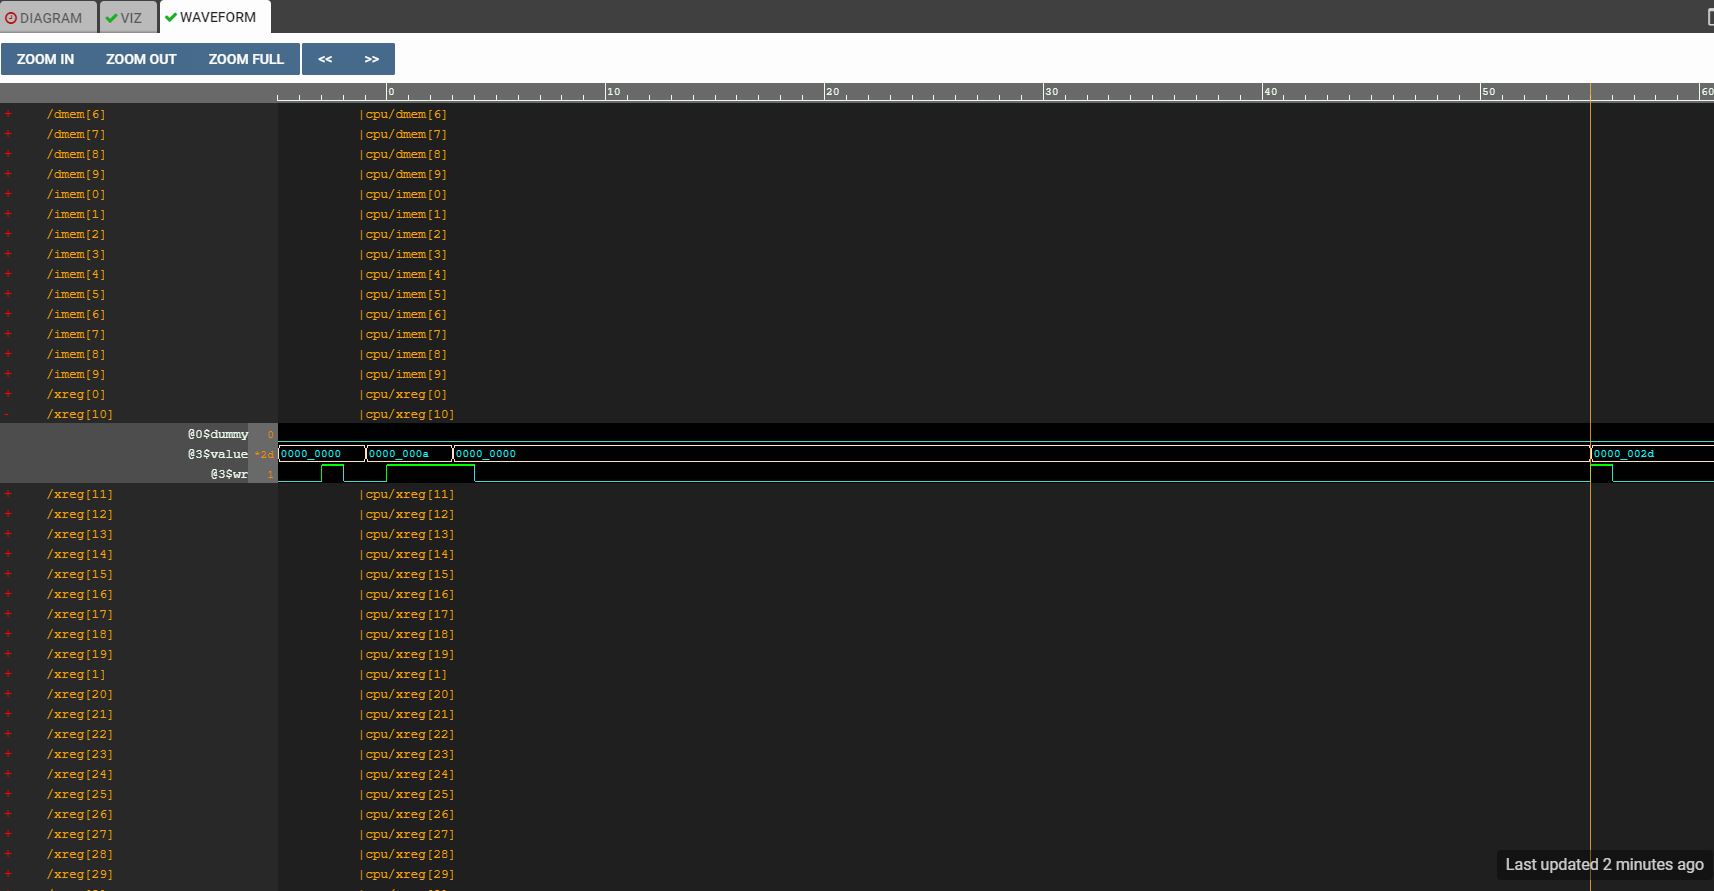 DIAGRAM VIZ WAVEFORM
ZOOM IN ZOOM OUT ZOOM FULL << >>
0 10 20 30 40 50 60
+ /dmem[6] |cpu/dmem[6]
+ /dmem[7] |cpu/dmem[7]
+ /dmem[8] |cpu/dmem[8]
+ /dmem[9] |cpu/dmem[9]
+ /imem[0] |cpu/imem[0]
+ /imem[1] |cpu/imem[1]
+ /imem[2] |cpu/imem[2]
+ /imem[3] |cpu/imem[3]
+ /imem[4] |cpu/imem[4]
+ /imem[5] |cpu/imem[5]
+ /imem[6] |cpu/imem[6]
+ /imem[7] |cpu/imem[7]
+ /imem[8] |cpu/imem[8]
+ /imem[9] |cpu/imem[9]
+ /xreg[0] |cpu/xreg[0]
- /xreg[10] |cpu/xreg[10]
@0$dummy 0
@3$value *2d 0000_0000 0000_000a 0000_0000 0000_002d
@3$wr 1
+ /xreg[11] |cpu/xreg[11]
+ /xreg[12] |cpu/xreg[12]
+ /xreg[13] |cpu/xreg[13]
+ /xreg[14] |cpu/xreg[14]
+ /xreg[15] |cpu/xreg[15]
+ /xreg[16] |cpu/xreg[16]
+ /xreg[17] |cpu/xreg[17]
+ /xreg[18] |cpu/xreg[18]
+ /xreg[19] |cpu/xreg[19]
+ /xreg[1] |cpu/xreg[1]
+ /xreg[20] |cpu/xreg[20]
+ /xreg[21] |cpu/xreg[21]
+ /xreg[22] |cpu/xreg[22]
+ /xreg[23] |cpu/xreg[23]
+ /xreg[24] |cpu/xreg[24]
+ /xreg[25] |cpu/xreg[25]
+ /xreg[26] |cpu/xreg[26]
+ /xreg[27] |cpu/xreg[27]
+ /xreg[28] |cpu/xreg[28]
+ /xreg[29] |cpu/xreg[29]
Last updated 2 minutes ago